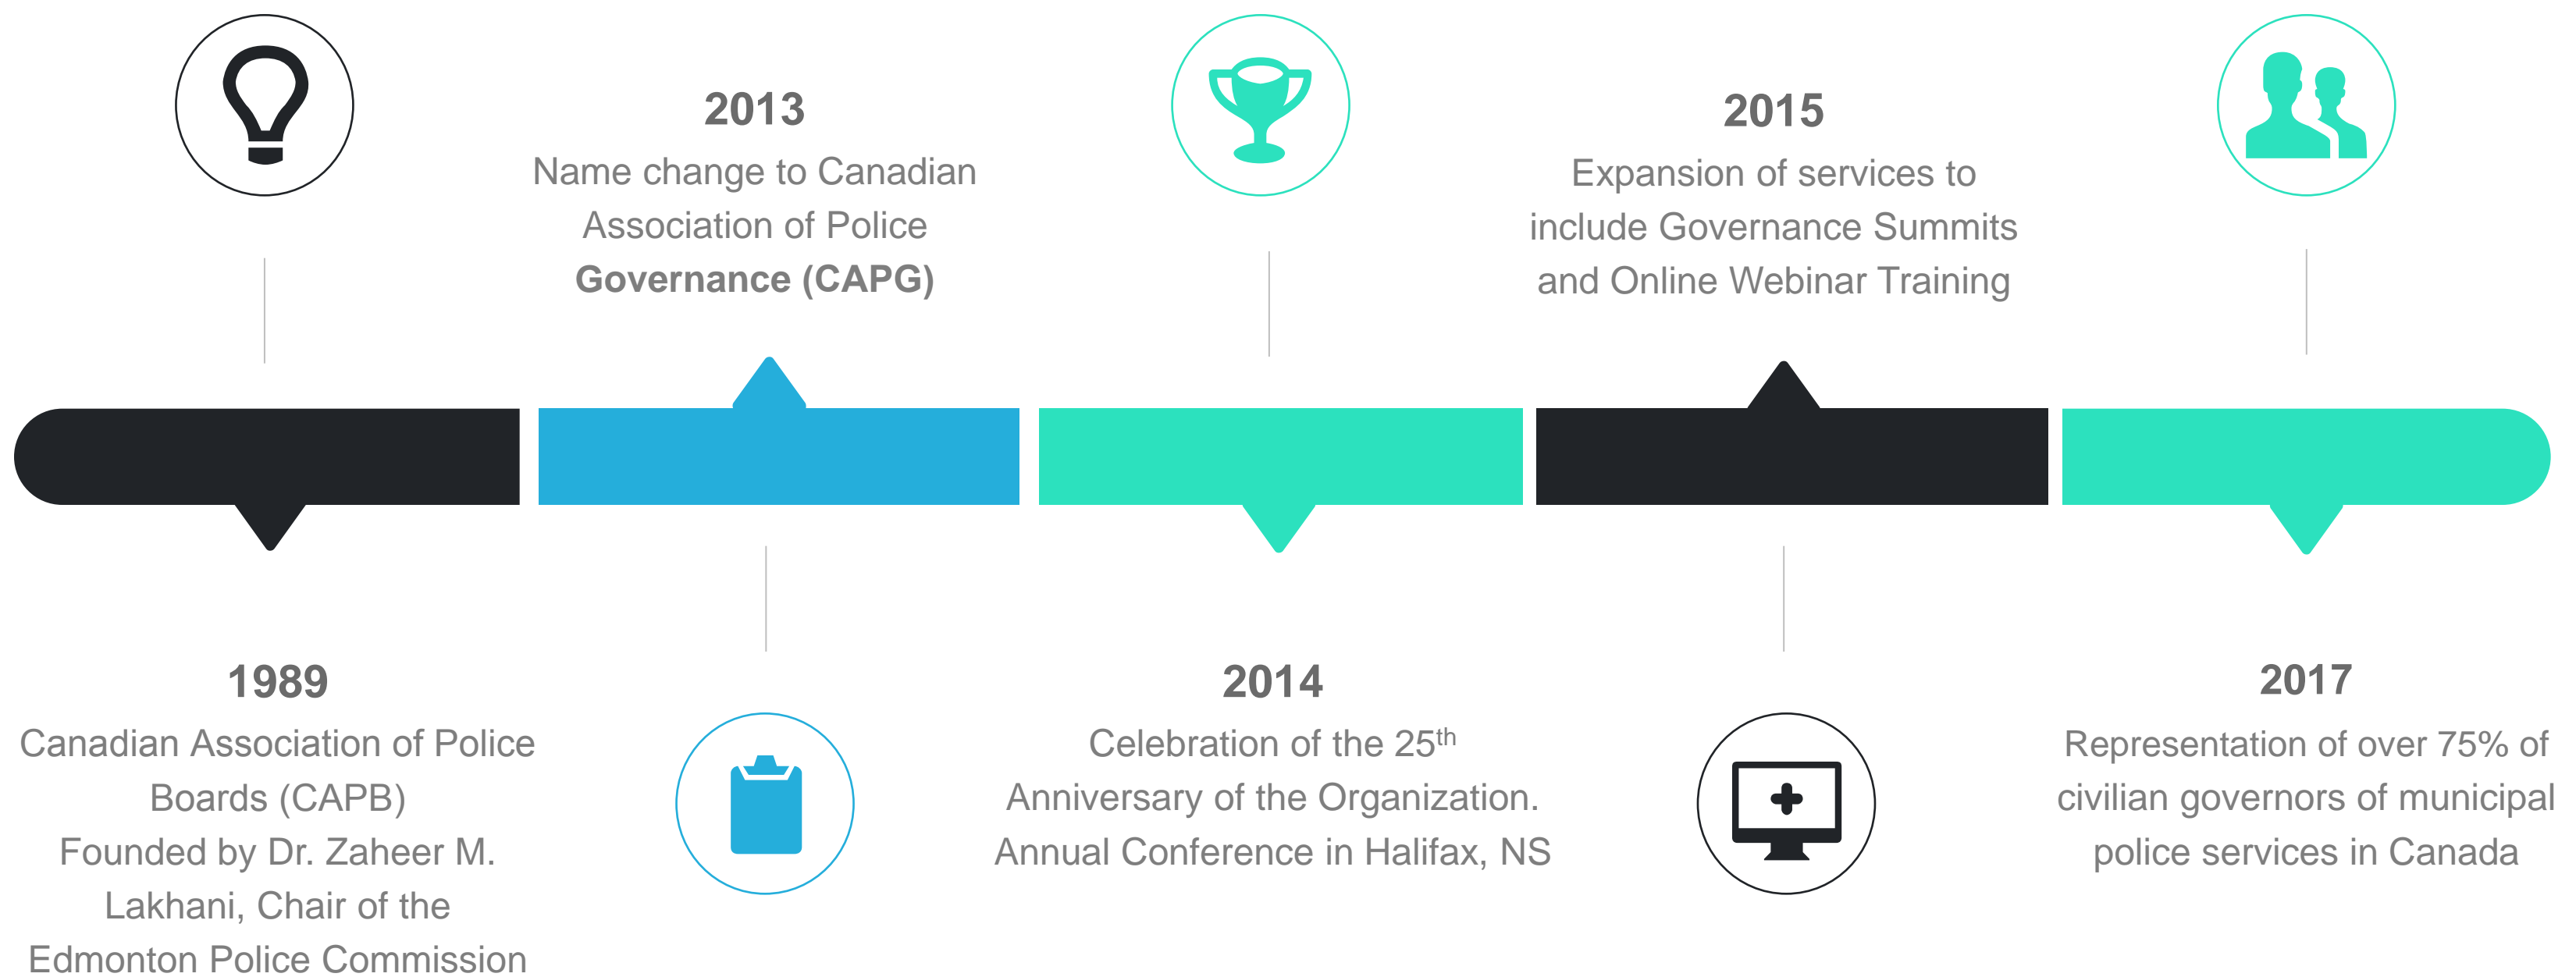 1989
Canadian Association of Police
Boards (CAPB)
Founded by Dr. Zaheer M.
Lakhani, Chair of the
Edmonton Police Commission
2013
Name change to Canadian
Association of Police
Governance (CAPG)
2014
Celebration of the 25th
Anniversary of the Organization.
Annual Conference in Halifax, NS
2015
Expansion of services to
include Governance Summits
and Online Webinar Training
2017
Representation of over 75% of
civilian governors of municipal
police services in Canada